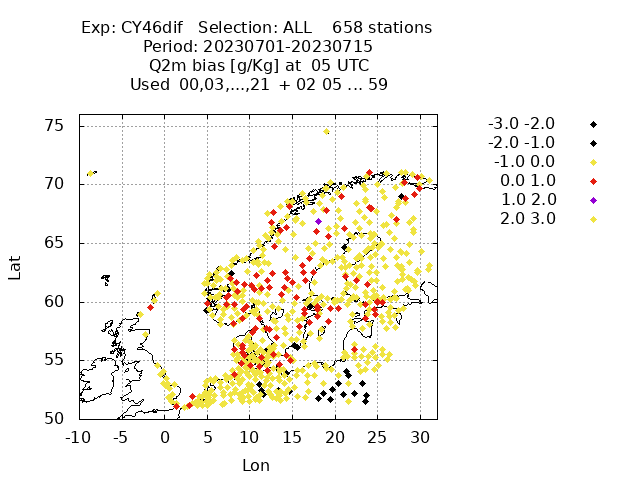 Exp: CY46dif   Selection: ALL    658 stations
Period: 20230701-20230715
Q2m bias [g/Kg] at  05 UTC
Used  00,03,...,21  + 02 05 ... 59
-3.0 -2.0
-2.0 -1.0
-1.0 0.0
0.0 1.0
1.0 2.0
2.0 3.0
75
70
65
60
55
50
Lat
-10 -5 0 5 10 15 20 25 30
Lon